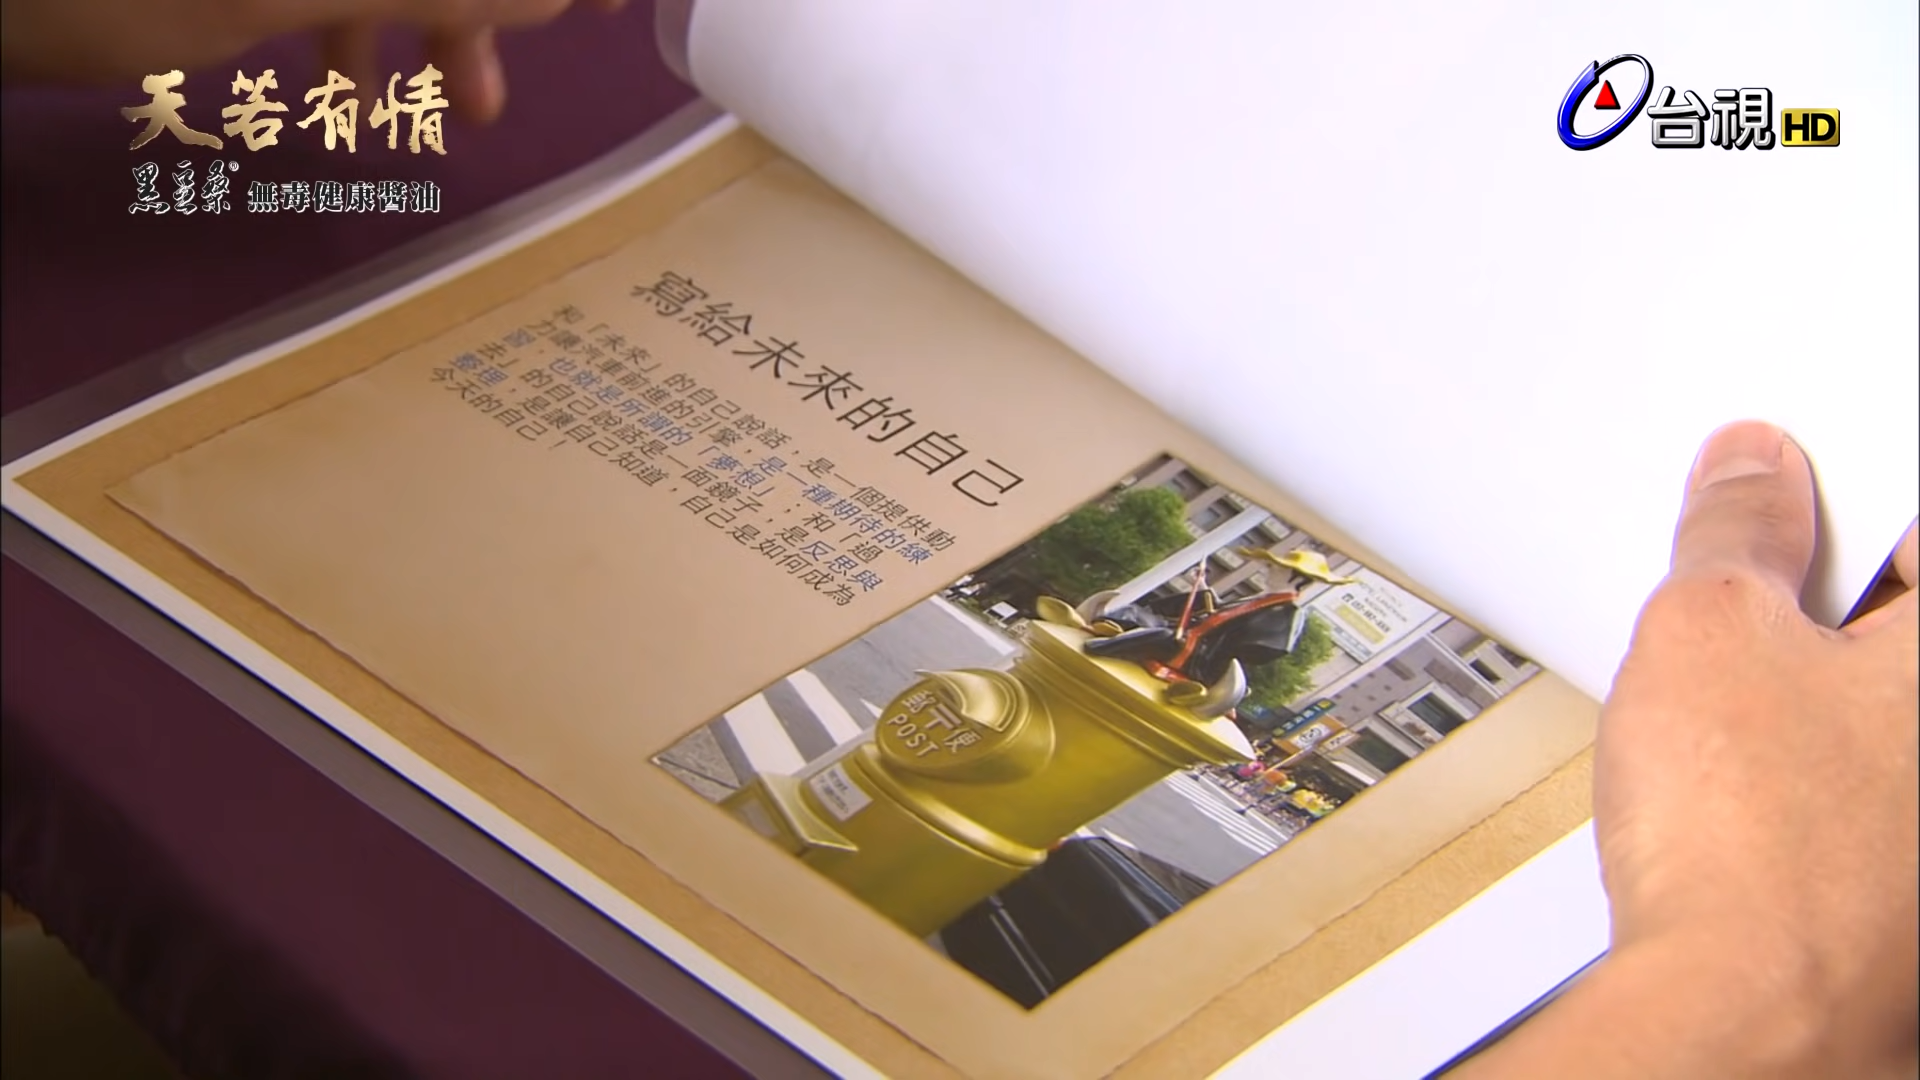 天若有情
黑豆桑® 無毒健康醬油
台視HD
寫給未來的自己
和「未來」的自己說話，是一個提供動
力讓汽車前進的引擎，是一種期待的練
習，也就是所謂的「夢想」；和「過
去」的自己說話是一面鏡子，是反思與
整理，是讓自己知道，自己是如何成為
今天的自己！
郵便
POST